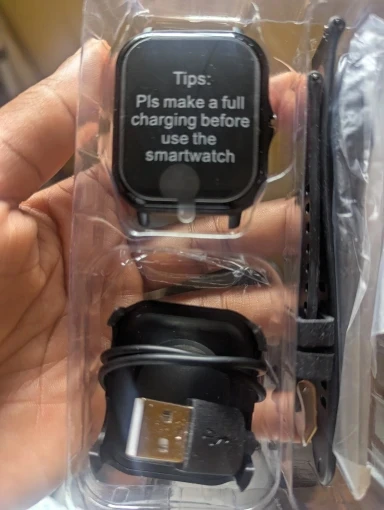 Tips:
Pls make a full
charging before
use the
smartwatch